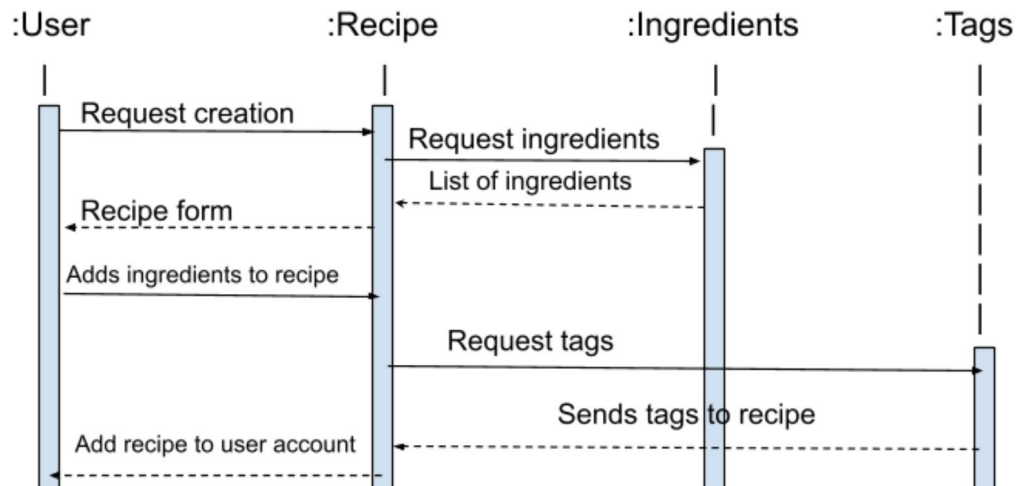 :User
:Recipe
:Ingredients
:Tags
Request creation
Request ingredients
List of ingredients
Recipe form
Adds ingredients to recipe
Request tags
Sends tags to recipe
Add recipe to user account